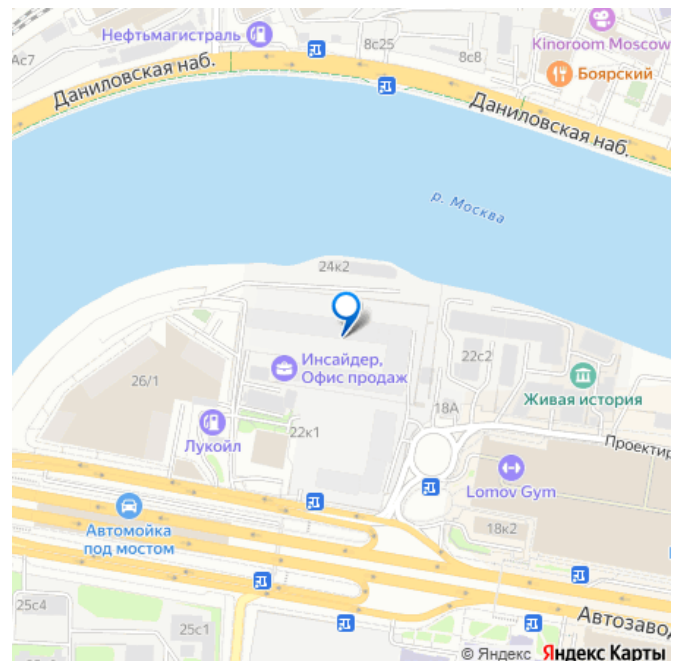 Нефтьмагистраль
8с25
8с8
Kinoroom Moscow
Боярский
Ас7
Даниловская наб.
Даниловская наб.
р. Москва
24к2
Инсайдер,
Офис продаж
26/1
22с2
Живая история
18А
Лукойл
22к1
Проектир
Lomov Gym
18к2
Автомойка
под мостом
25с4
25с1
Автозавод
© Яндекс Яндекс Карты